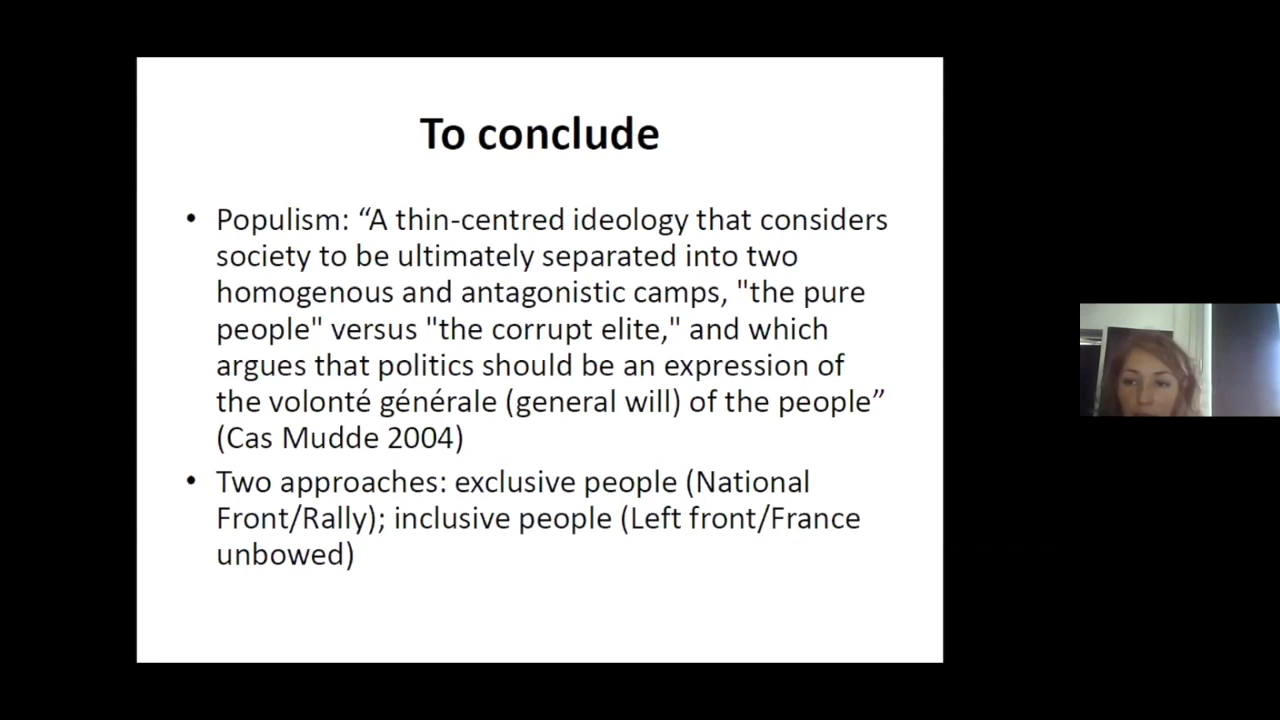 To conclude
• Populism: “A thin-centred ideology that considers
society to be ultimately separated into two
homogenous and antagonistic camps, "the pure
people" versus "the corrupt elite," and which
argues that politics should be an expression of
the volonté générale (general will) of the people”
(Cas Mudde 2004)
• Two approaches: exclusive people (National
Front/Rally); inclusive people (Left front/France
unbowed)